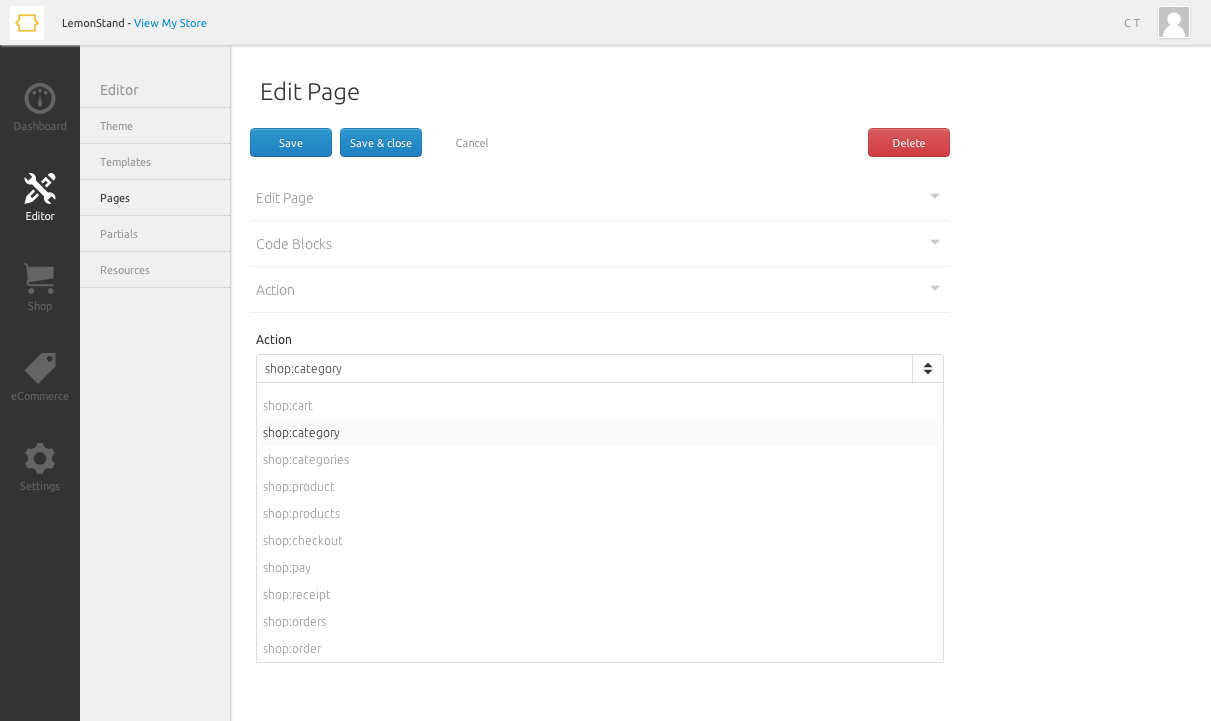 LemonStand - View My Store
C T
Dashboard
Editor
Shop
eCommerce
Settings
Editor
Theme
Templates
Pages
Partials
Resources
Edit Page
Save
Save & close
Cancel
Delete
Edit Page
Code Blocks
Action
Action
shop:category
shop:cart
shop:category
shop:categories
shop:product
shop:products
shop:checkout
shop:pay
shop:receipt
shop:orders
shop:order